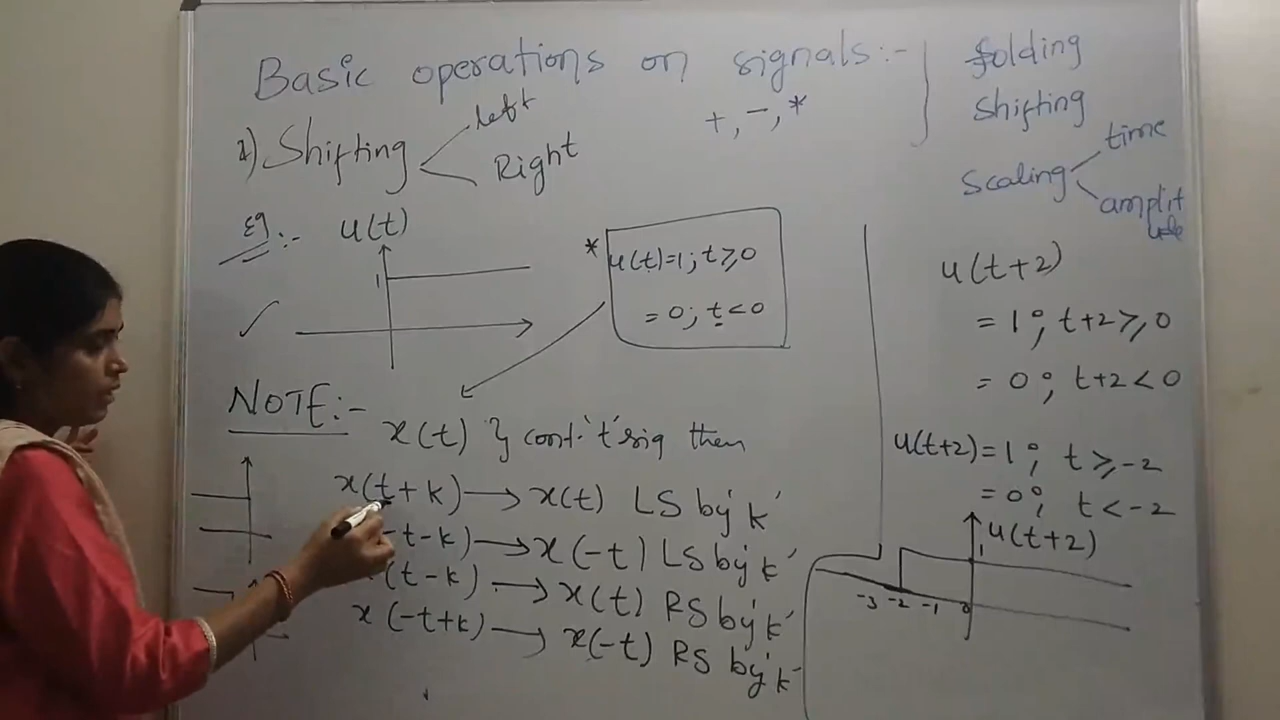 Basic operations on signals:-
+, -, *
1) Shifting
left
Right
Eg:-
u(t)
1
* u(t)=1; t≥0
= 0; t<0
NOTE:-
x(t) cont. 't' sig then
x(t+k) → x(t) LS by 'k'
-t-k) → x(-t) LS by 'k'
(t-k) → x(t) RS by 'k'
x(-t+k) → x(-t) RS by 'k'
folding
Shifting
Scaling
time
amplitude
u(t+2)
= 1; t+2≥0
= 0; t+2<0
u(t+2)=1; t≥-2
=0; t<-2
u(t+2)
1
-3 -2 -1 0